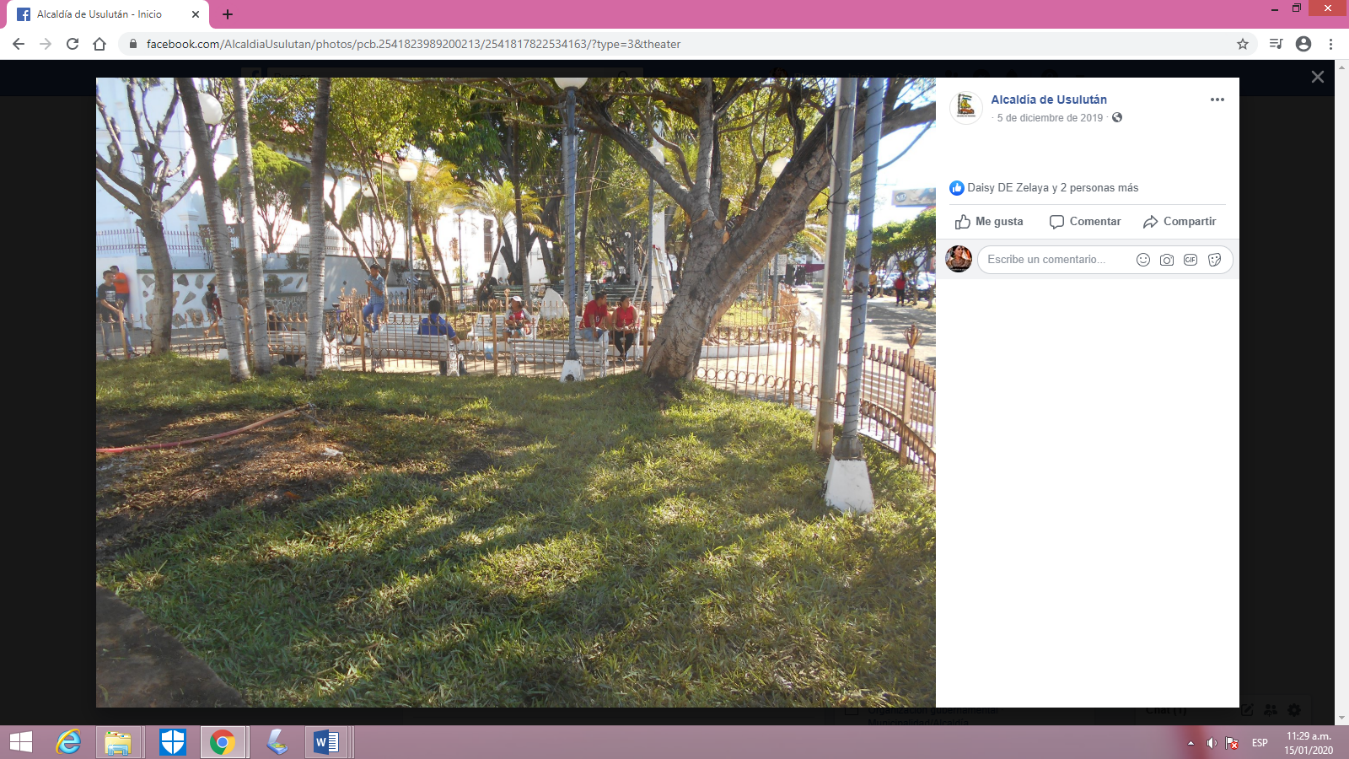 Alcaldía de Usulután - Inicio
facebook.com/AlcaldiaUsulutan/photos/pcb.2541823989200213/2541817822534163/?type=3&theater
Alcaldía de Usulután
· 5 de diciembre de 2019 ·
Daisy DE Zelaya y 2 personas más
Me gusta
Comentar
Compartir
Escribe un comentario...
GIF
ESP
11:29 a.m.
15/01/2020